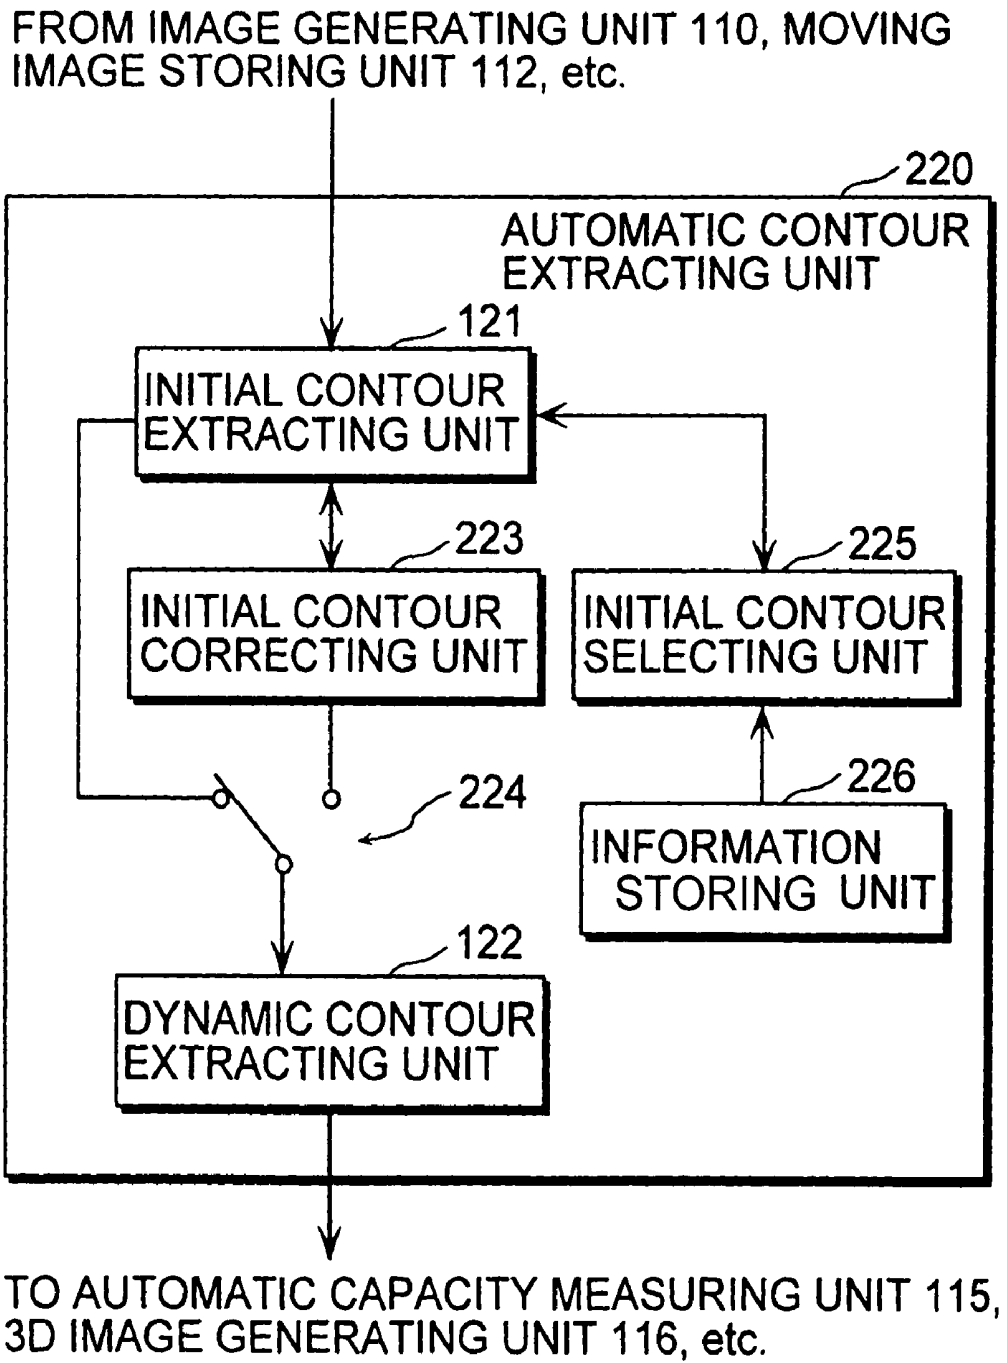 FROM IMAGE GENERATING UNIT 110, MOVING
IMAGE STORING UNIT 112, etc.
220
AUTOMATIC CONTOUR
EXTRACTING UNIT
121
INITIAL CONTOUR
EXTRACTING UNIT
223
INITIAL CONTOUR
CORRECTING UNIT
225
INITIAL CONTOUR
SELECTING UNIT
224
226
INFORMATION
STORING UNIT
122
DYNAMIC CONTOUR
EXTRACTING UNIT
TO AUTOMATIC CAPACITY MEASURING UNIT 115,
3D IMAGE GENERATING UNIT 116, etc.